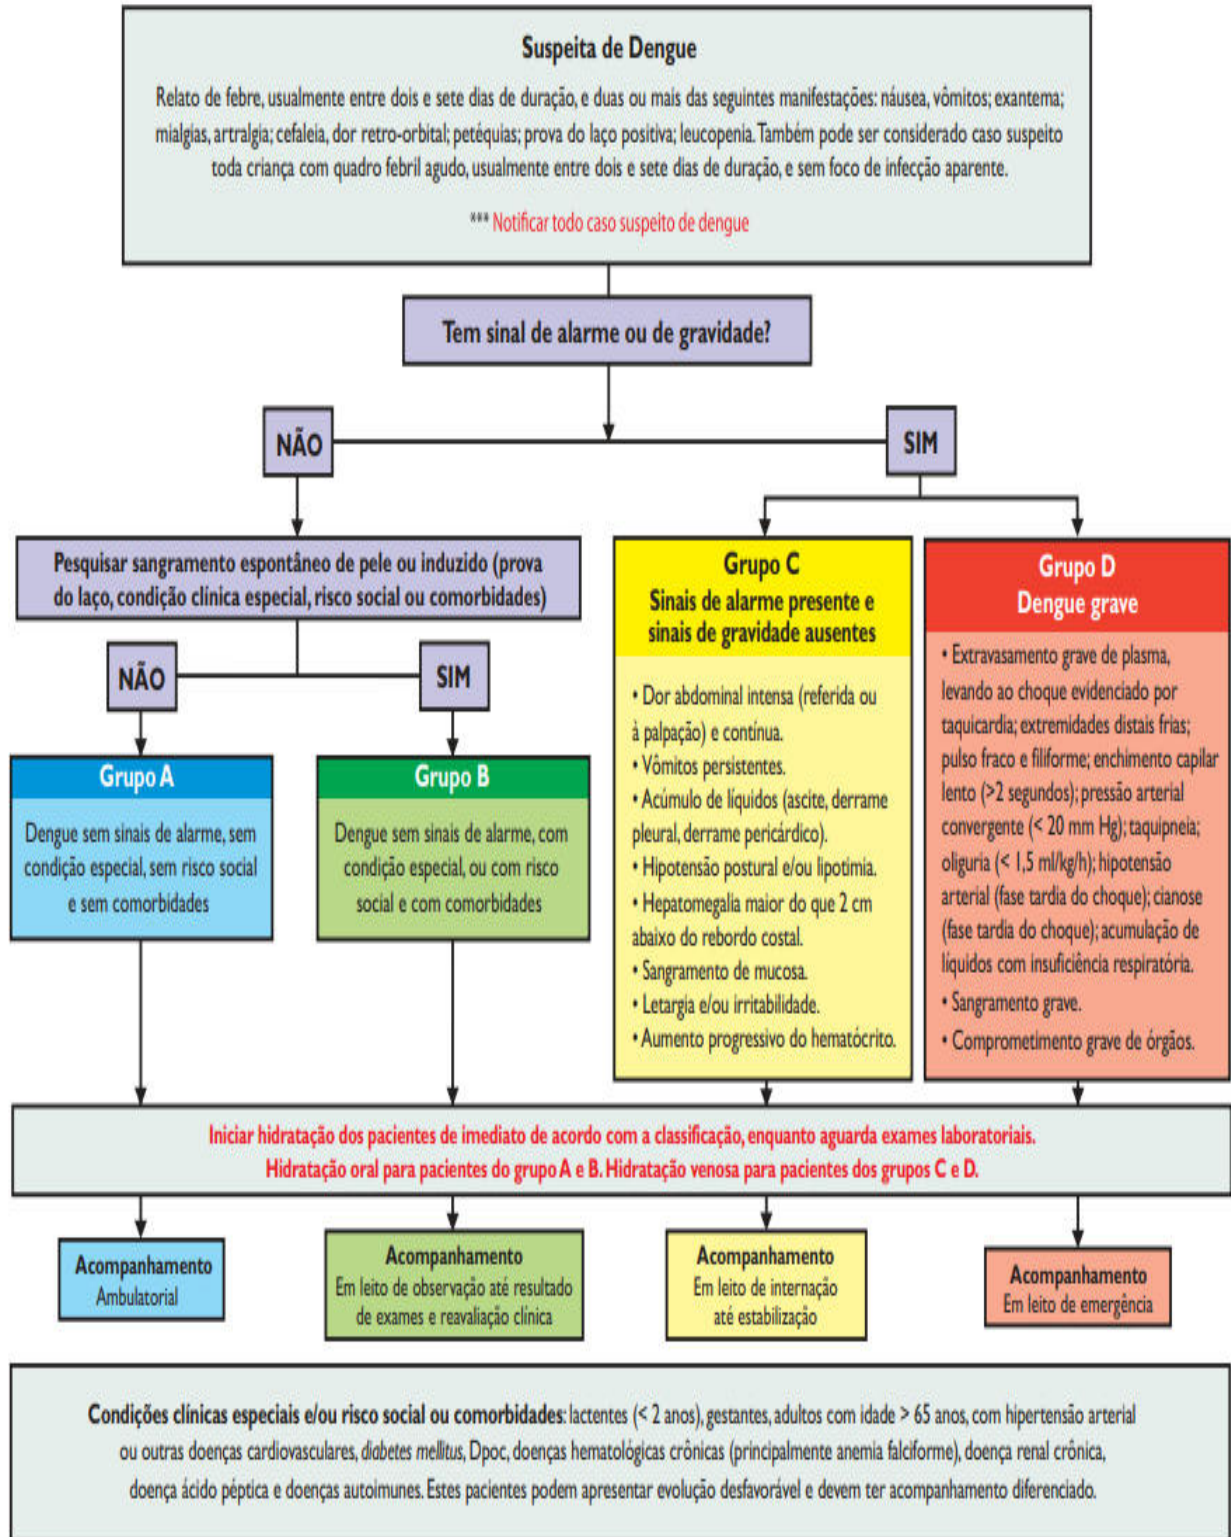 Suspeita de Dengue
Relato de febre, usualmente entre dois e sete dias de duração, e duas ou mais das seguintes manifestações: náusea, vômitos; exantema;
mialgias, artralgia; cefaleia, dor retro-orbital; petéquias; prova do laço positiva; leucopenia. Também pode ser considerado caso suspeito
toda criança com quadro febril agudo, usualmente entre dois e sete dias de duração, e sem foco de infecção aparente.
*** Notificar todo caso suspeito de dengue
Tem sinal de alarme ou de gravidade?
NÃO
SIM
Pesquisar sangramento espontâneo de pele ou induzido (prova
do laço, condição clínica especial, risco social ou comorbidades)
NÃO
SIM
Grupo A
Dengue sem sinais de alarme, sem
condição especial, sem risco social
e sem comorbidades
Grupo B
Dengue sem sinais de alarme, com
condição especial, ou com risco
social e com comorbidades
Grupo C
Sinais de alarme presente e
sinais de gravidade ausentes
• Dor abdominal intensa (referida ou
à palpação) e contínua.
• Vômitos persistentes.
• Acúmulo de líquidos (ascite, derrame
pleural, derrame pericárdico).
• Hipotensão postural e/ou lipotimia.
• Hepatomegalia maior do que 2 cm
abaixo do rebordo costal.
• Sangramento de mucosa.
• Letargia e/ou irritabilidade.
• Aumento progressivo do hematócrito.
Grupo D
Dengue grave
• Extravasamento grave de plasma,
levando ao choque evidenciado por
taquicardia; extremidades distais frias;
pulso fraco e filiforme; enchimento capilar
lento (>2 segundos); pressão arterial
convergente (< 20 mm Hg); taquipneia;
oliguria (< 1,5 ml/kg/h); hipotensão
arterial (fase tardia do choque); cianose
(fase tardia do choque); acumulação de
líquidos com insuficiência respiratória.
• Sangramento grave.
• Comprometimento grave de órgãos.
Iniciar hidratação dos pacientes de imediato de acordo com a classificação, enquanto aguarda exames laboratoriais.
Hidratação oral para pacientes do grupo A e B. Hidratação venosa para pacientes dos grupos C e D.
Acompanhamento
Ambulatorial
Acompanhamento
Em leito de observação até resultado
de exames e reavaliação clínica
Acompanhamento
Em leito de internação
até estabilização
Acompanhamento
Em leito de emergência
Condições clínicas especiais e/ou risco social ou comorbidades: lactentes (< 2 anos), gestantes, adultos com idade > 65 anos, com hipertensão arterial
ou outras doenças cardiovasculares, diabetes mellitus, Dpoc, doenças hematológicas crônicas (principalmente anemia falciforme), doença renal crônica,
doença ácido péptica e doenças autoimunes. Estes pacientes podem apresentar evolução desfavorável e devem ter acompanhamento diferenciado.